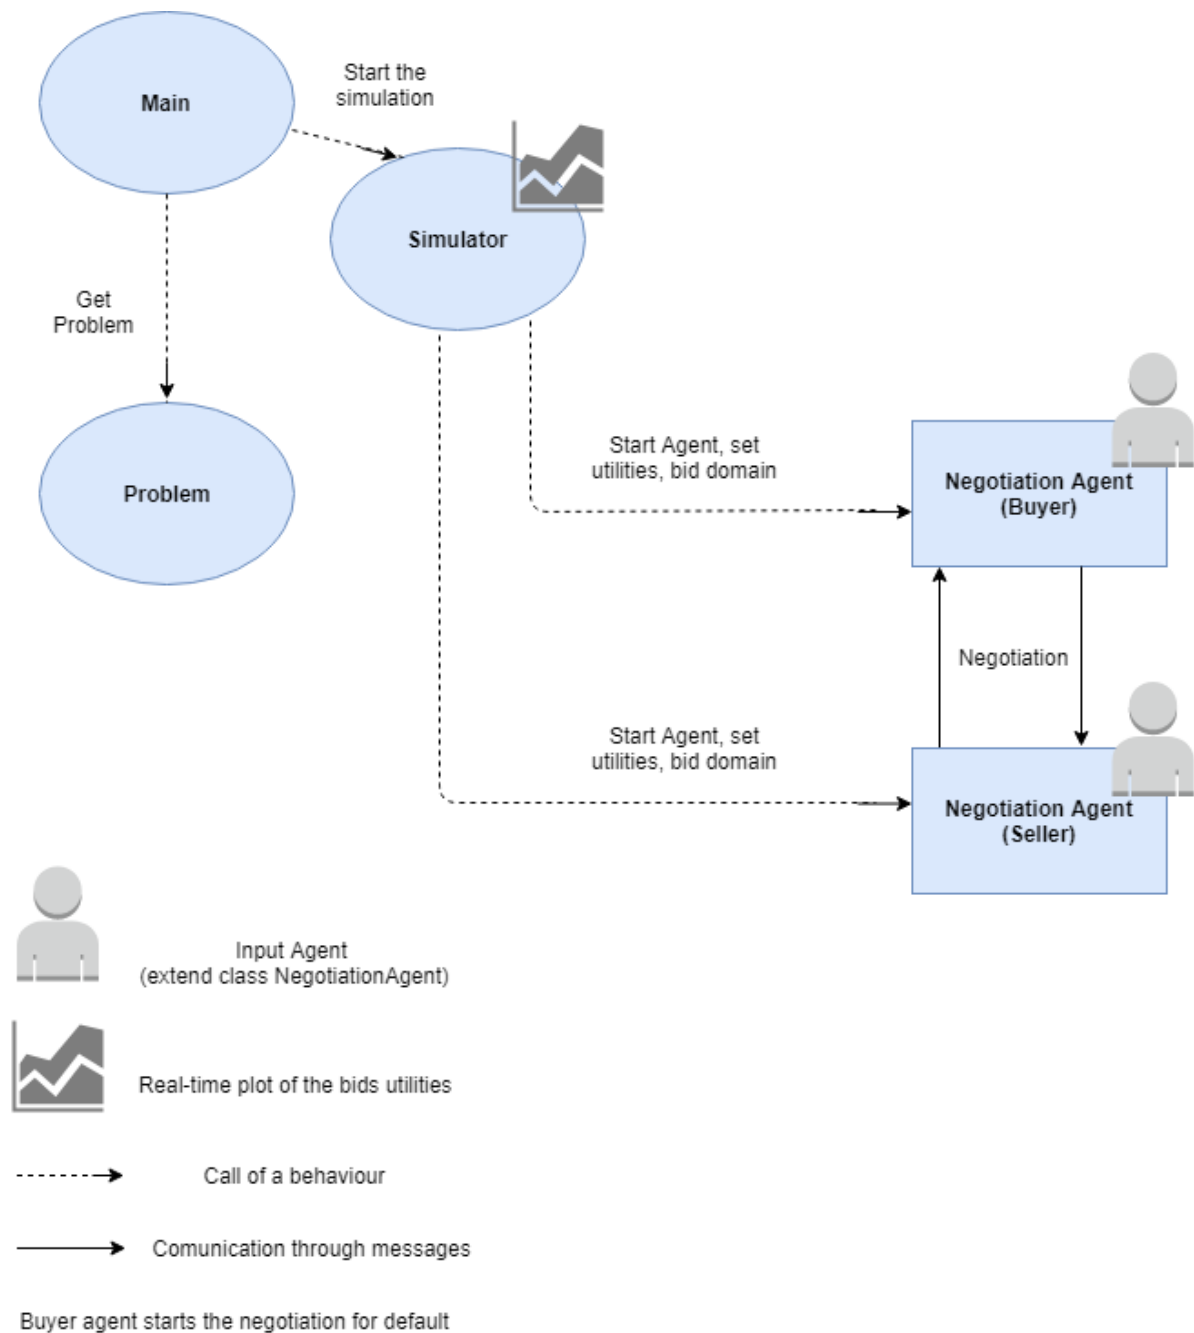 Main
Start the
simulation
Simulator
Get
Problem
Problem
Start Agent, set
utilities, bid domain
Negotiation Agent
(Buyer)
Negotiation
Start Agent, set
utilities, bid domain
Negotiation Agent
(Seller)
Input Agent
(extend class NegotiationAgent)
Real-time plot of the bids utilities
Call of a behaviour
Comunication through messages
Buyer agent starts the negotiation for default